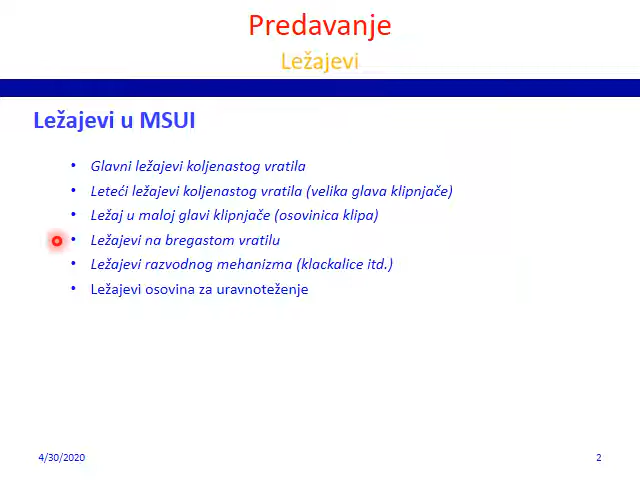 Predavanje
Ležajevi
Ležajevi u MSUI
• Glavni ležajevi koljenastog vratila
• Leteći ležajevi koljenastog vratila (velika glava klipnjače)
• Ležaj u maloj glavi klipnjače (osovinica klipa)
• Ležajevi na bregastom vratilu
• Ležajevi razvodnog mehanizma (klackalice itd.)
• Ležajevi osovina za uravnoteženje
4/30/2020
2